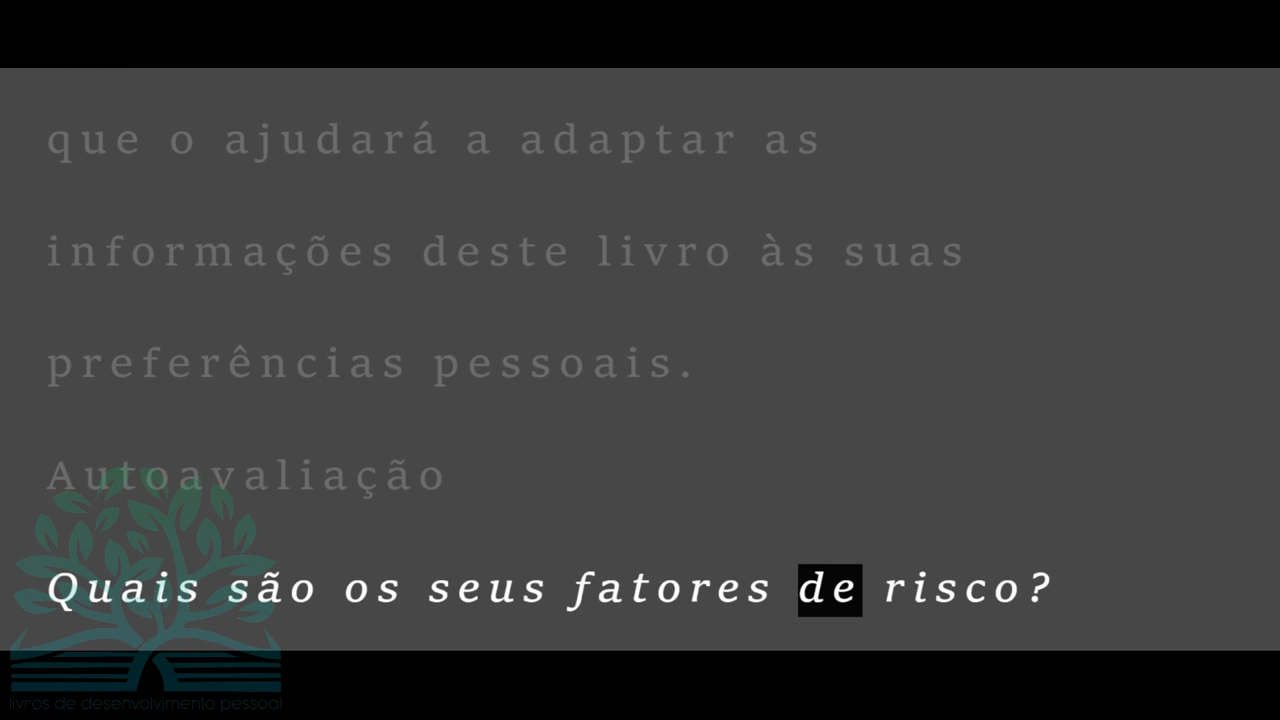 que o ajudará a adaptar as
informações deste livro às suas
preferências pessoais.
Autoavaliação
Quais são os seus fatores de risco?
livros de desenvolvimento pessoal